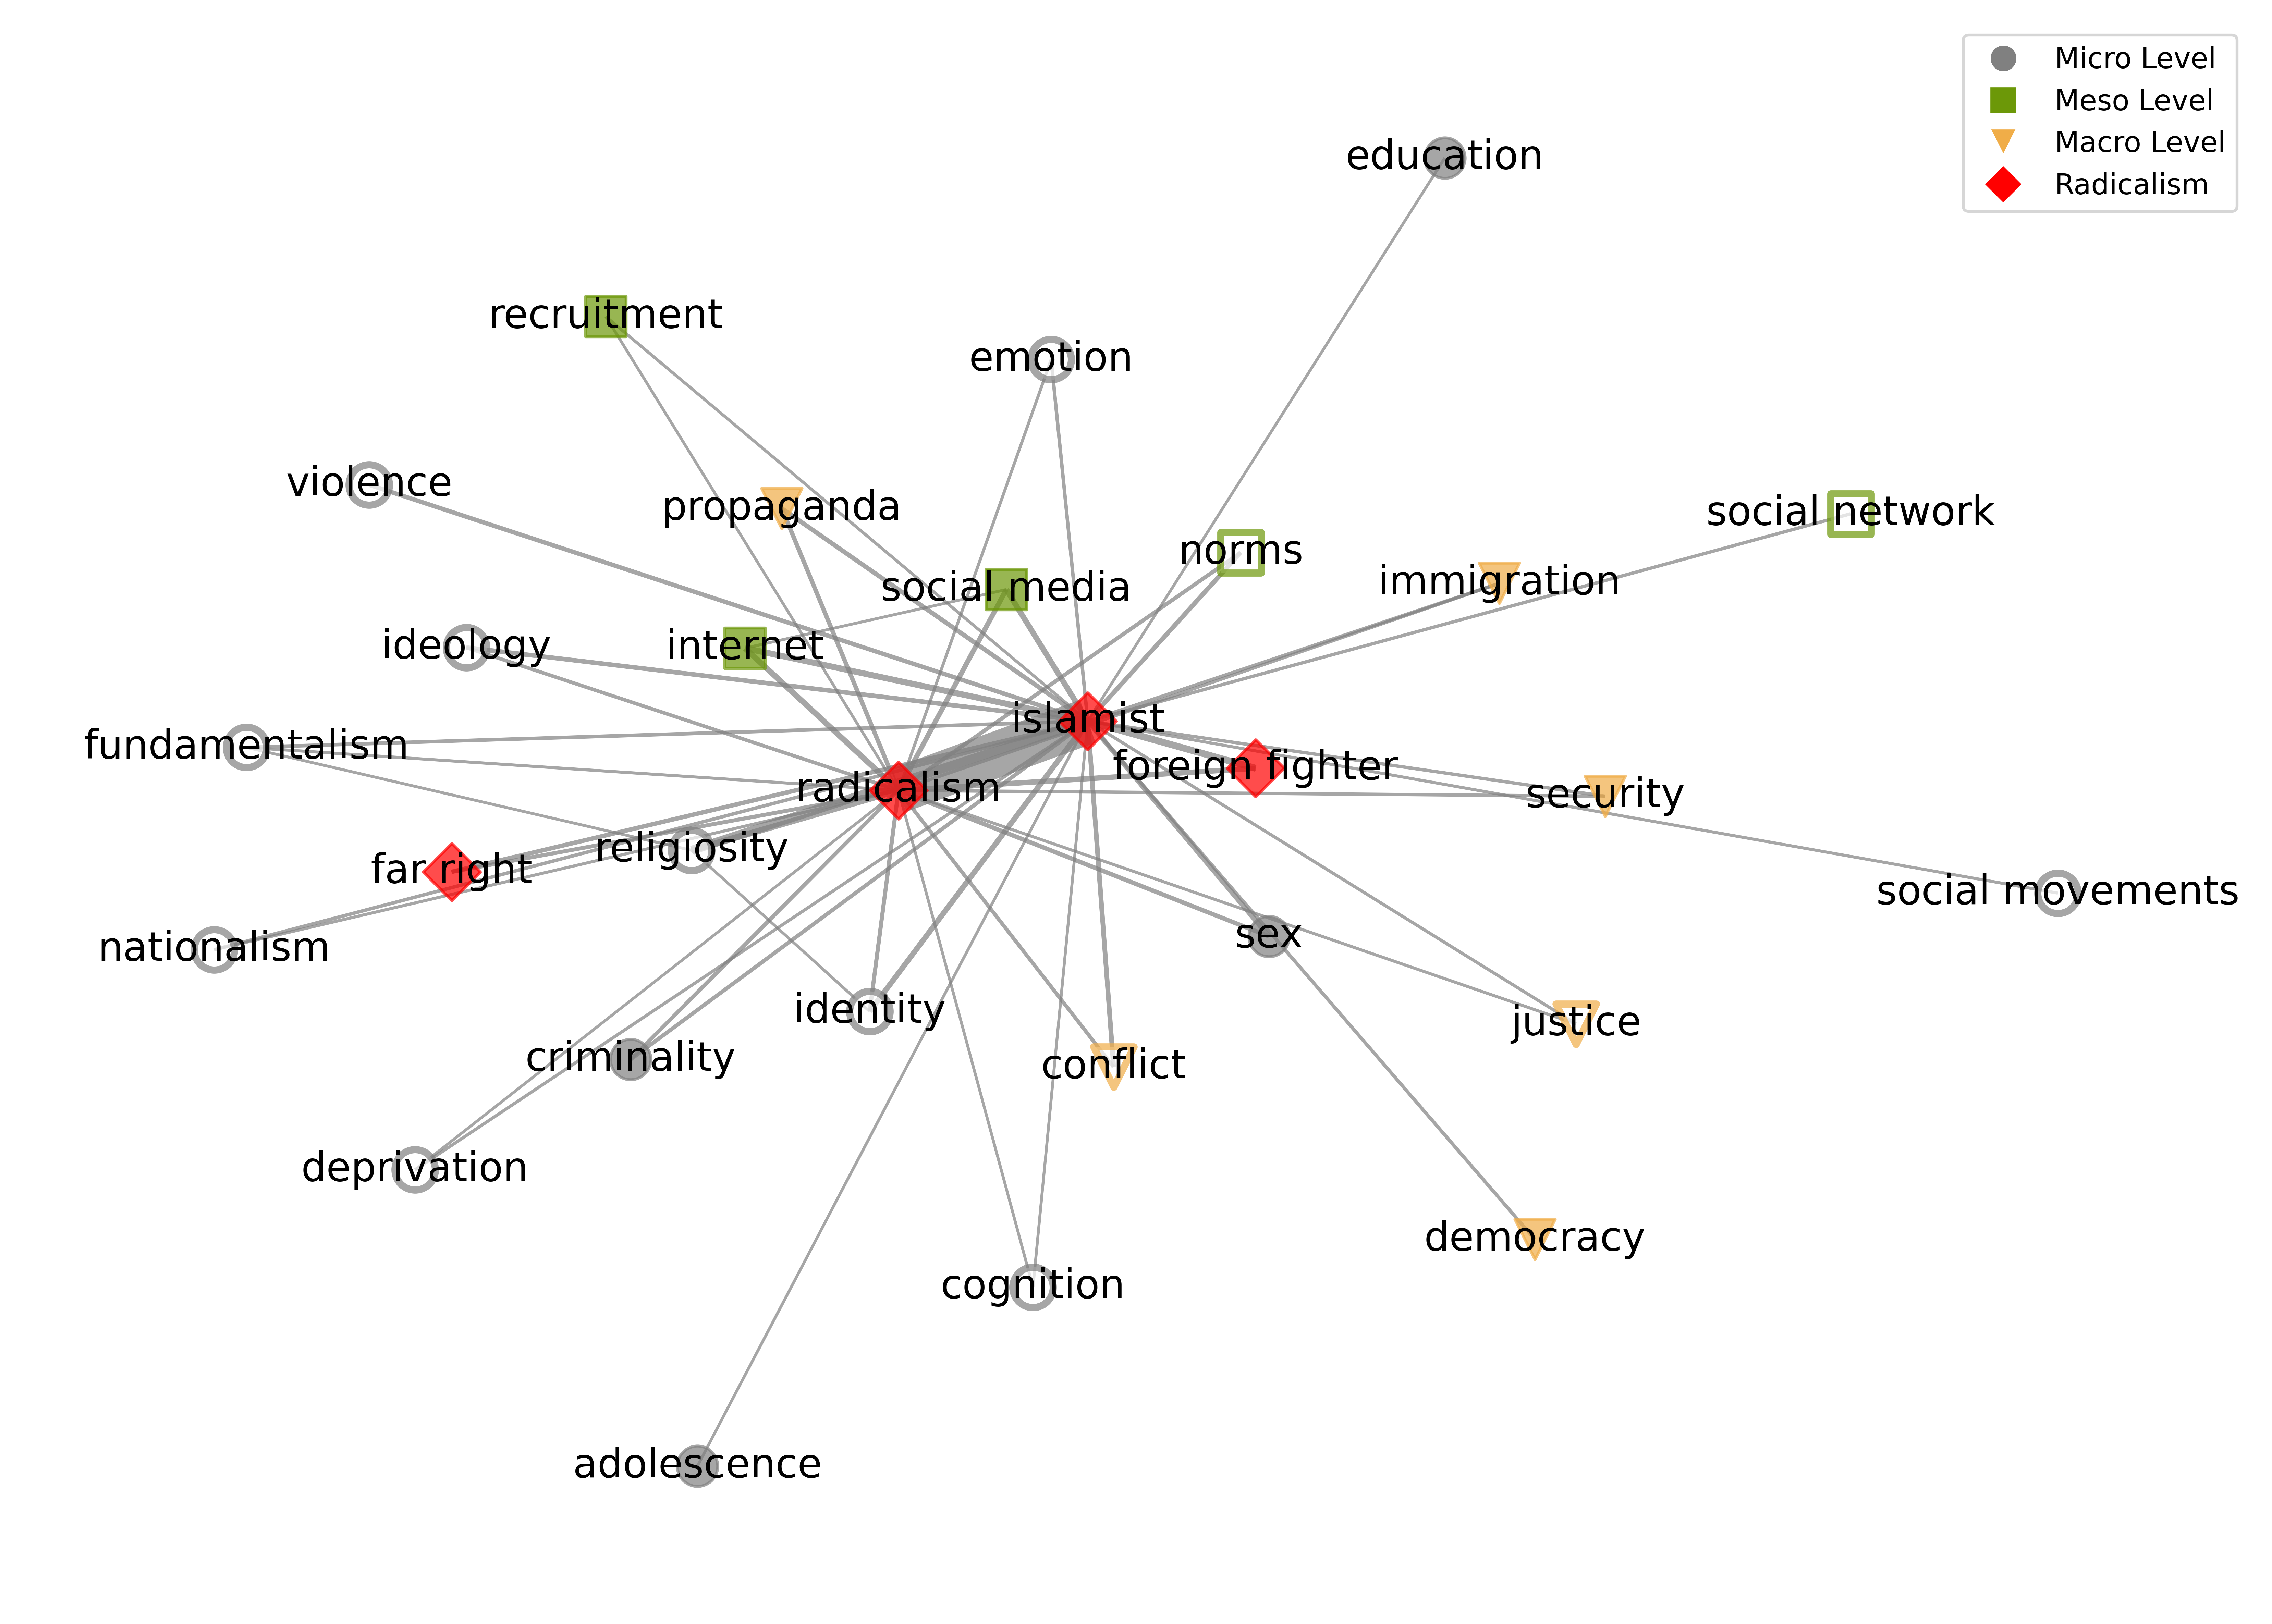 Micro Level
Meso Level
Macro Level
Radicalism
education
recruitment
emotion
violence
propaganda
social network
norms
immigration
social media
internet
ideology
islamist
fundamentalism
foreign fighter
radicalism
security
religiosity
far right
social movements
sex
nationalism
identity
justice
criminality
conflict
deprivation
democracy
cognition
adolescence